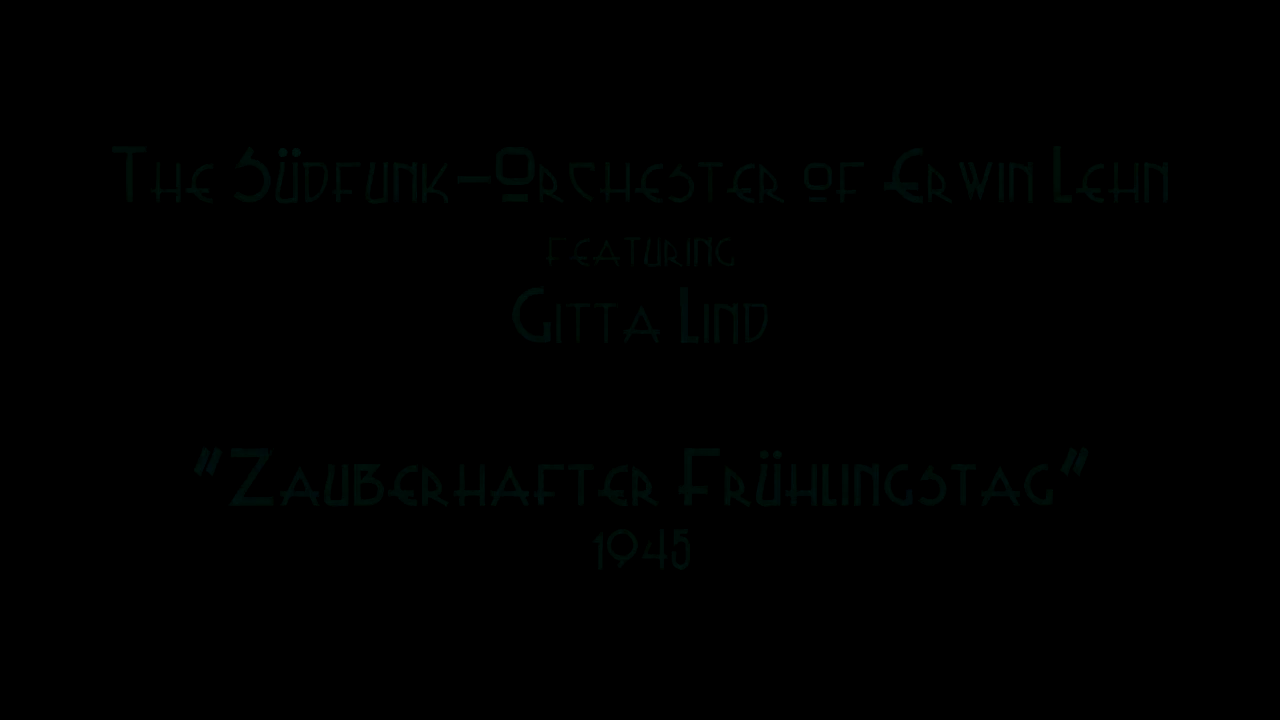 The Südfunk-Orchester of Erwin Lehn
featuring
Gitta Lind
"Zauberhafter Frühlingstag"
1945